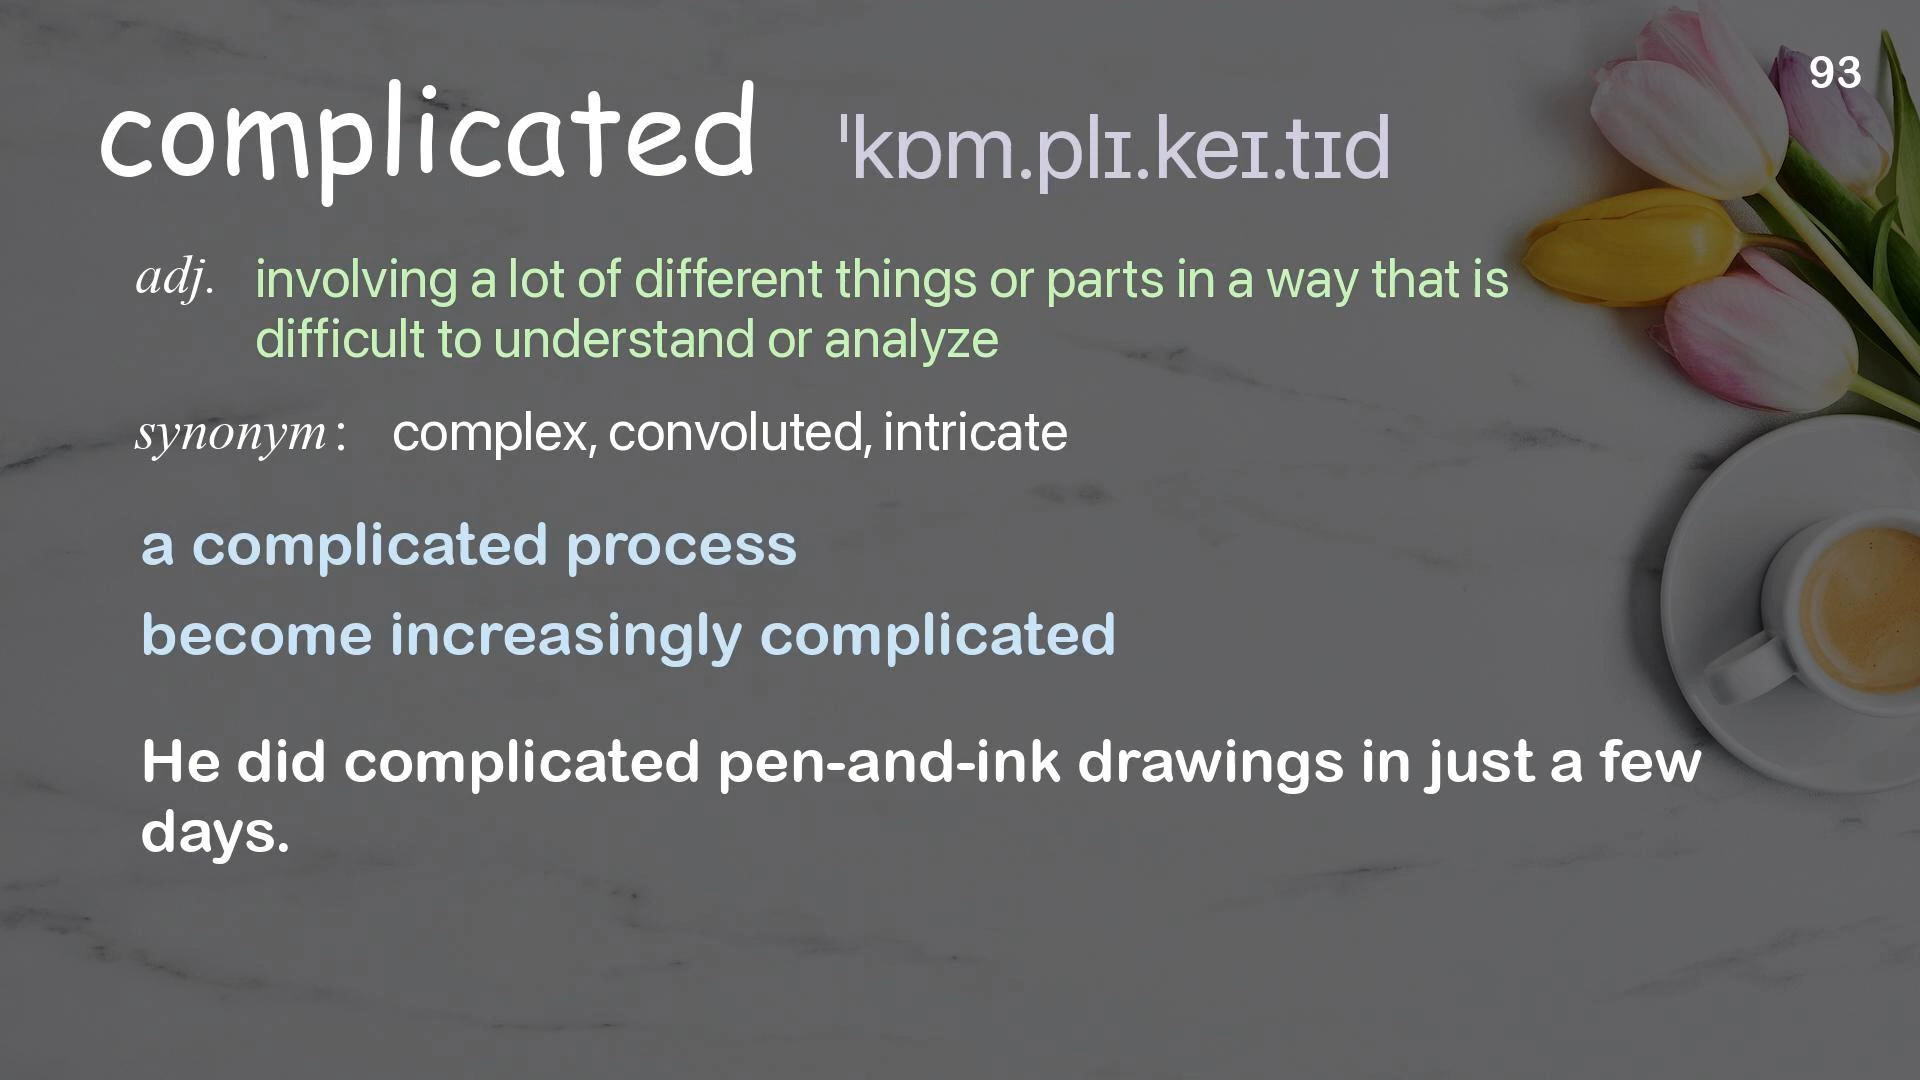 93
complicated ˈkɒm.plɪ.keɪ.tɪd
adj. involving a lot of different things or parts in a way that is
difficult to understand or analyze
synonym: complex, convoluted, intricate
a complicated process
become increasingly complicated
He did complicated pen-and-ink drawings in just a few
days.